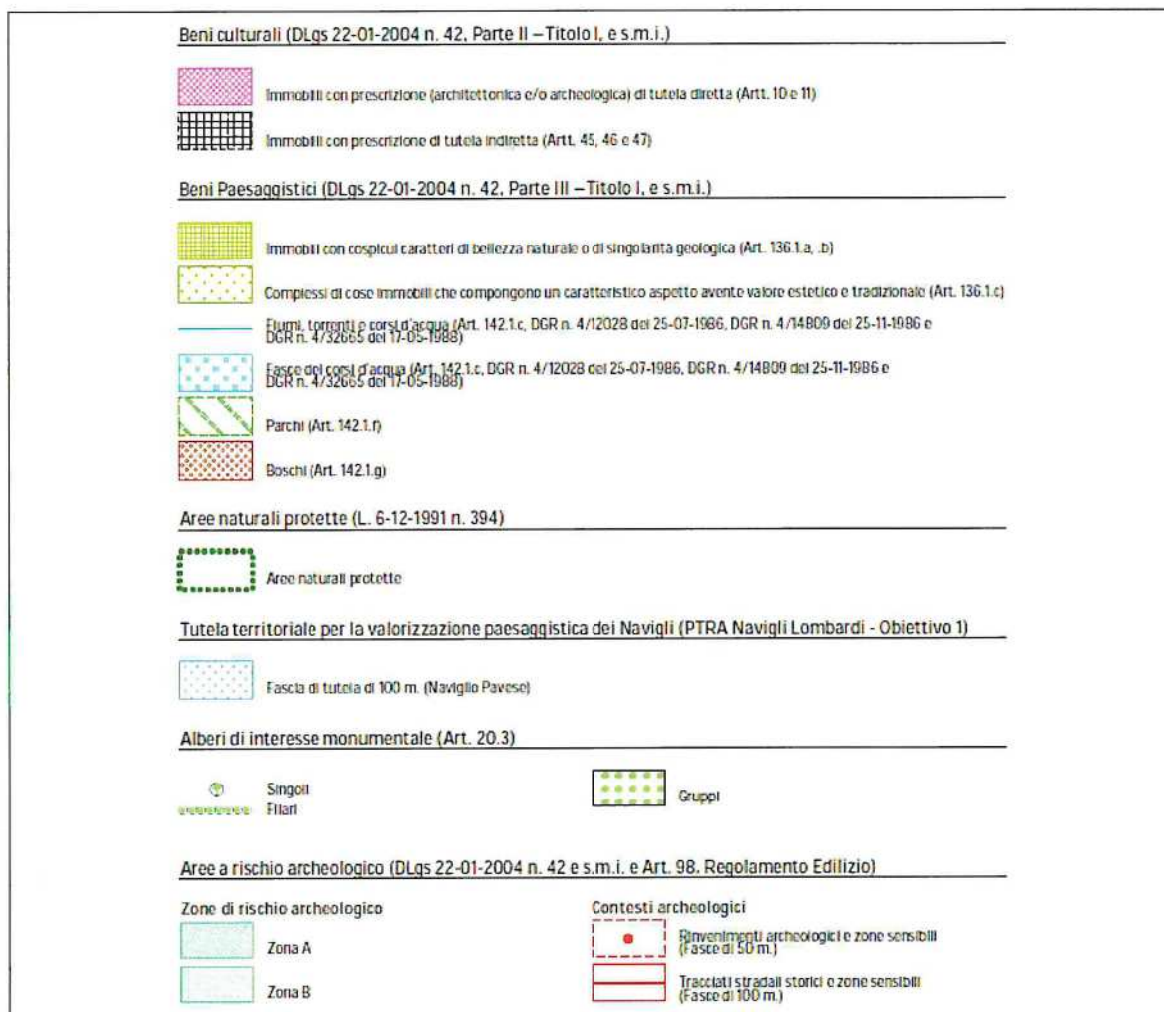 Beni culturali (DLgs 22-01-2004 n. 42, Parte II – Titolo I, e s.m.i.)
Immobili con prescrizione (architettonica e/o archeologica) di tutela diretta (Artt. 10 e 11)
Immobili con prescrizione di tutela indiretta (Artt. 45, 46 e 47)
Beni Paesaggistici (DLgs 22-01-2004 n. 42, Parte III – Titolo I, e s.m.i.)
Immobili con cospicui caratteri di bellezza naturale o di singolarità geologica (Art. 136.1.a, .b)
Complessi di cose immobili che compongono un caratteristico aspetto avente valore estetico e tradizionale (Art. 136.1.c)
Fiumi, torrenti e corsi d'acqua (Art. 142.1.c, DGR n. 4/12028 del 25-07-1986, DGR n. 4/14809 del 25-11-1986 e
DGR n. 4/32665 del 17-05-1988)
Fasce dei corsi d'acqua (Art. 142.1.c, DGR n. 4/12028 del 25-07-1986, DGR n. 4/14809 del 25-11-1986 e
DGR n. 4/32665 del 17-05-1988)
Parchi (Art. 142.1.f)
Boschi (Art. 142.1.g)
Aree naturali protette (L. 6-12-1991 n. 394)
Aree naturali protette
Tutela territoriale per la valorizzazione paesaggistica dei Navigli (PTRA Navigli Lombardi - Obiettivo 1)
Fascia di tutela di 100 m. (Naviglio Pavese)
Alberi di interesse monumentale (Art. 20.3)
Singoli
Filari
Gruppi
Aree a rischio archeologico (DLgs 22-01-2004 n. 42 e s.m.i. e Art. 98, Regolamento Edilizio)
Zone di rischio archeologico
Zona A
Zona B
Contesti archeologici
Rinvenimenti archeologici e zone sensibili
(Fasce di 50 m.)
Tracciati stradali storici e zone sensibili
(Fasce di 100 m.)